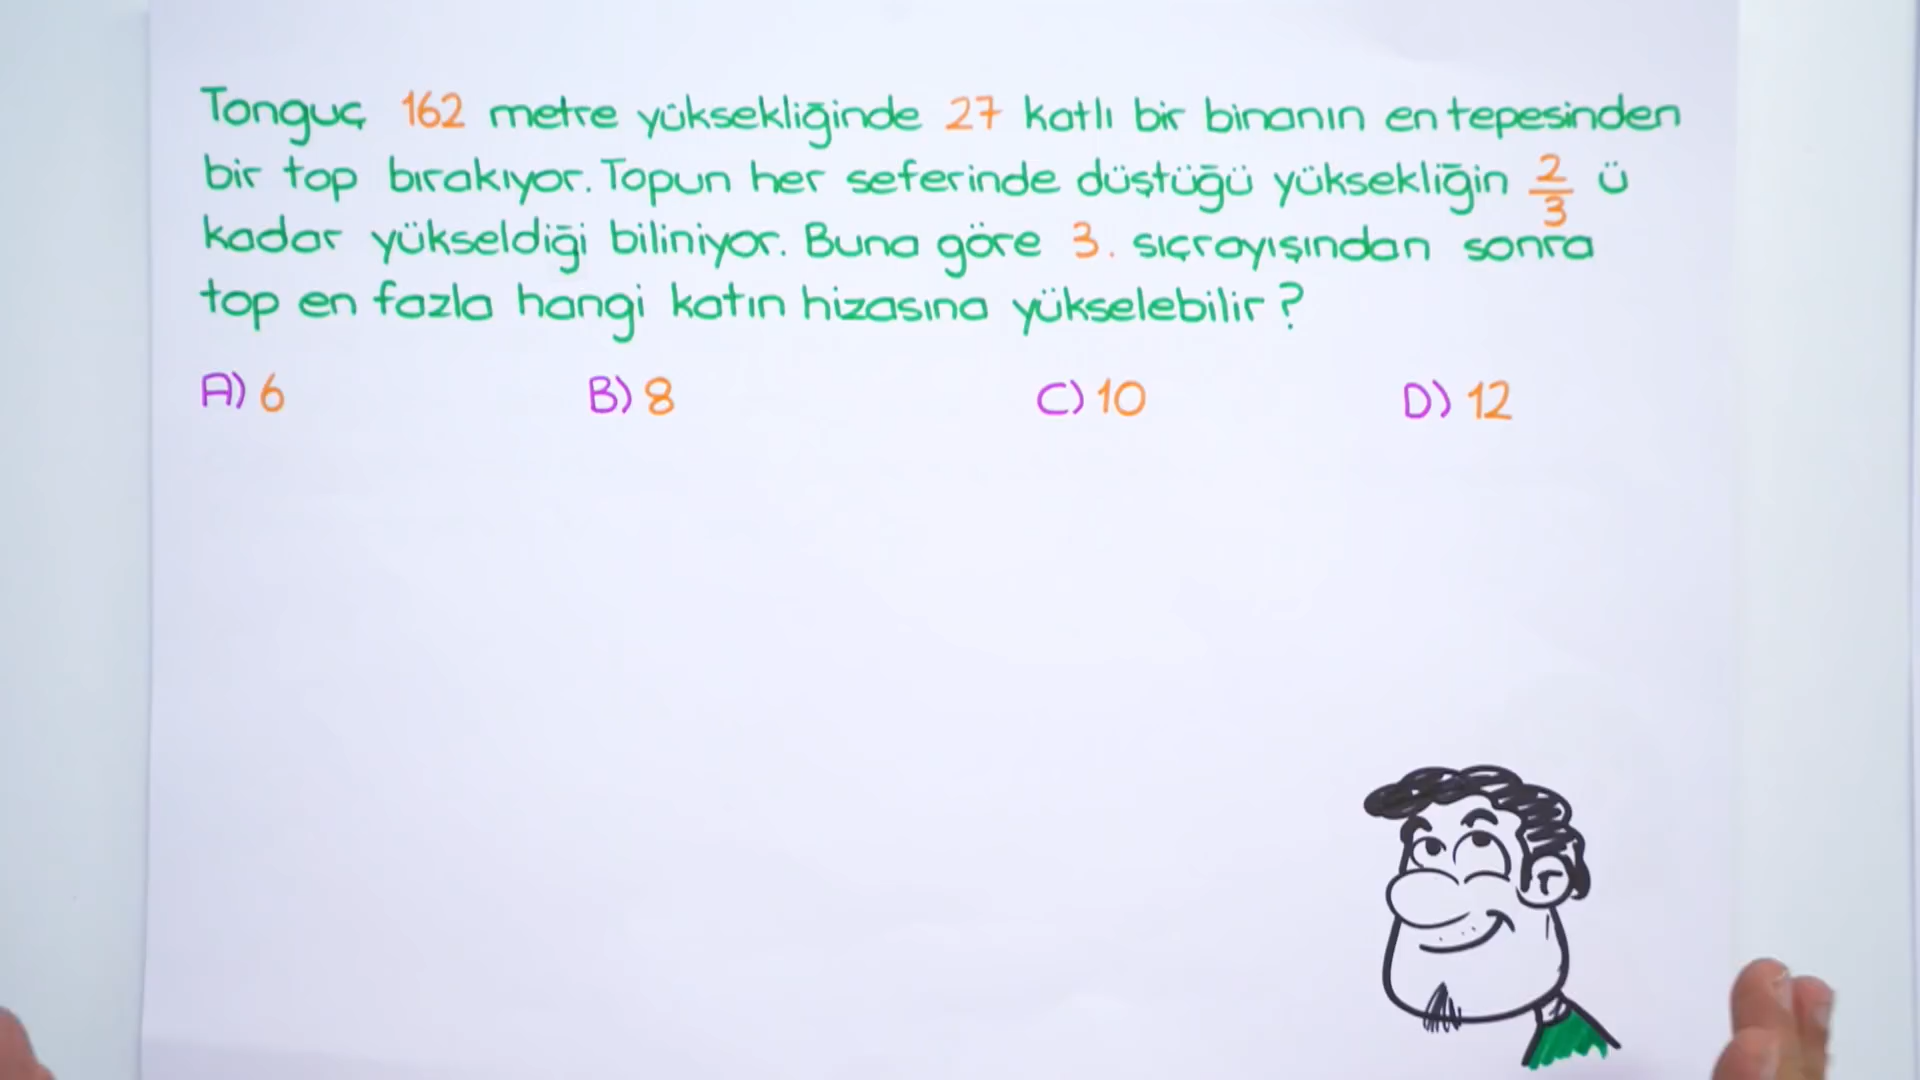 Tonguç 162 metre yüksekliğinde 27 katlı bir binanın en tepesinden
bir top bırakıyor. Topun her seferinde düştüğü yüksekliğin 2/3 ü
kadar yükseldiği biliniyor. Buna göre 3. sıçrayışından sonra
top en fazla hangi katın hizasına yükselebilir?
A) 6 B) 8 C) 10 D) 12